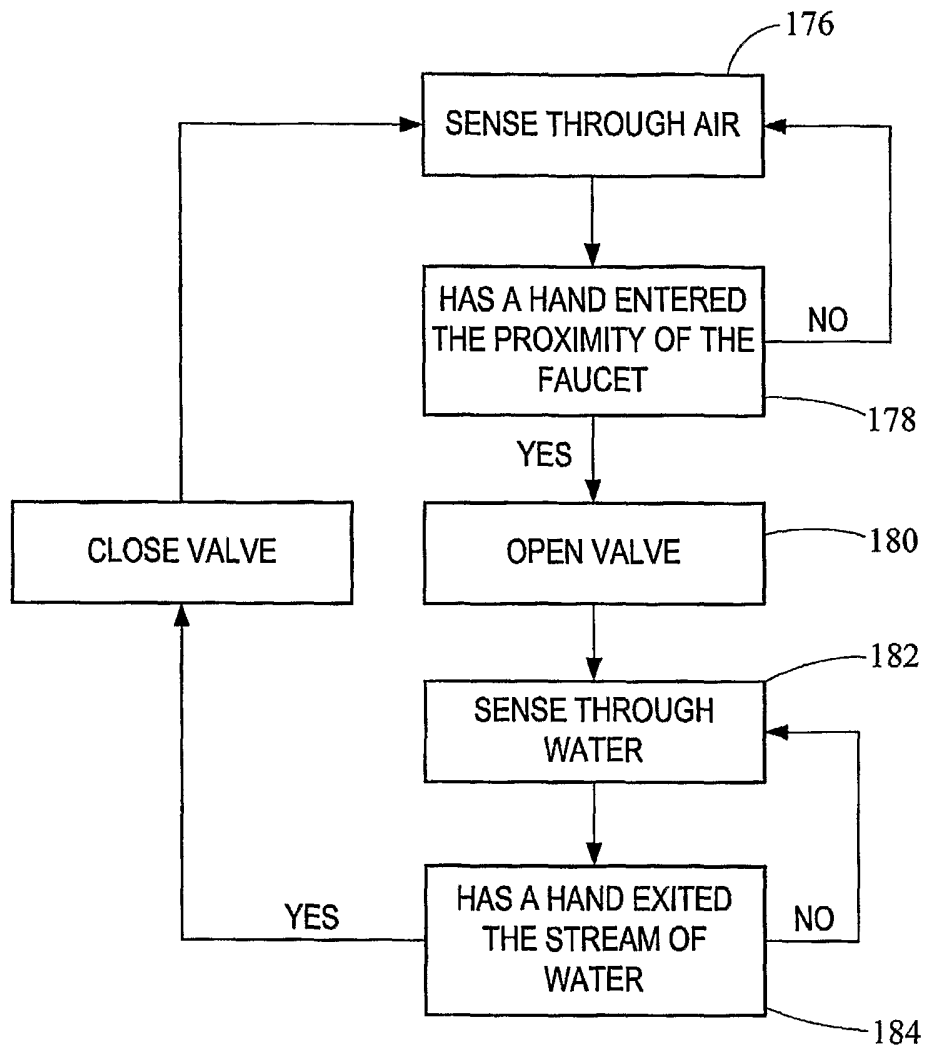 176
SENSE THROUGH AIR
HAS A HAND ENTERED
THE PROXIMITY OF THE
FAUCET
NO
178
YES
CLOSE VALVE
OPEN VALVE
180
182
SENSE THROUGH
WATER
HAS A HAND EXITED
THE STREAM OF
WATER
YES
NO
184